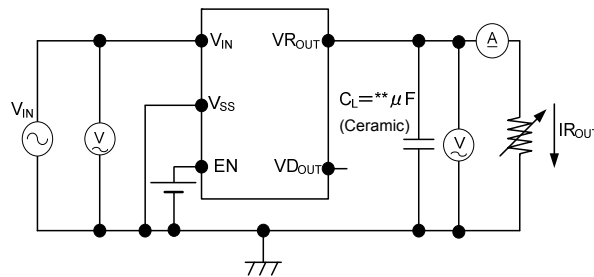 V_IN
V
V_IN
V_SS
EN
VR_OUT
VD_OUT
C_L=** μF
(Ceramic)
V
A
IR_OUT